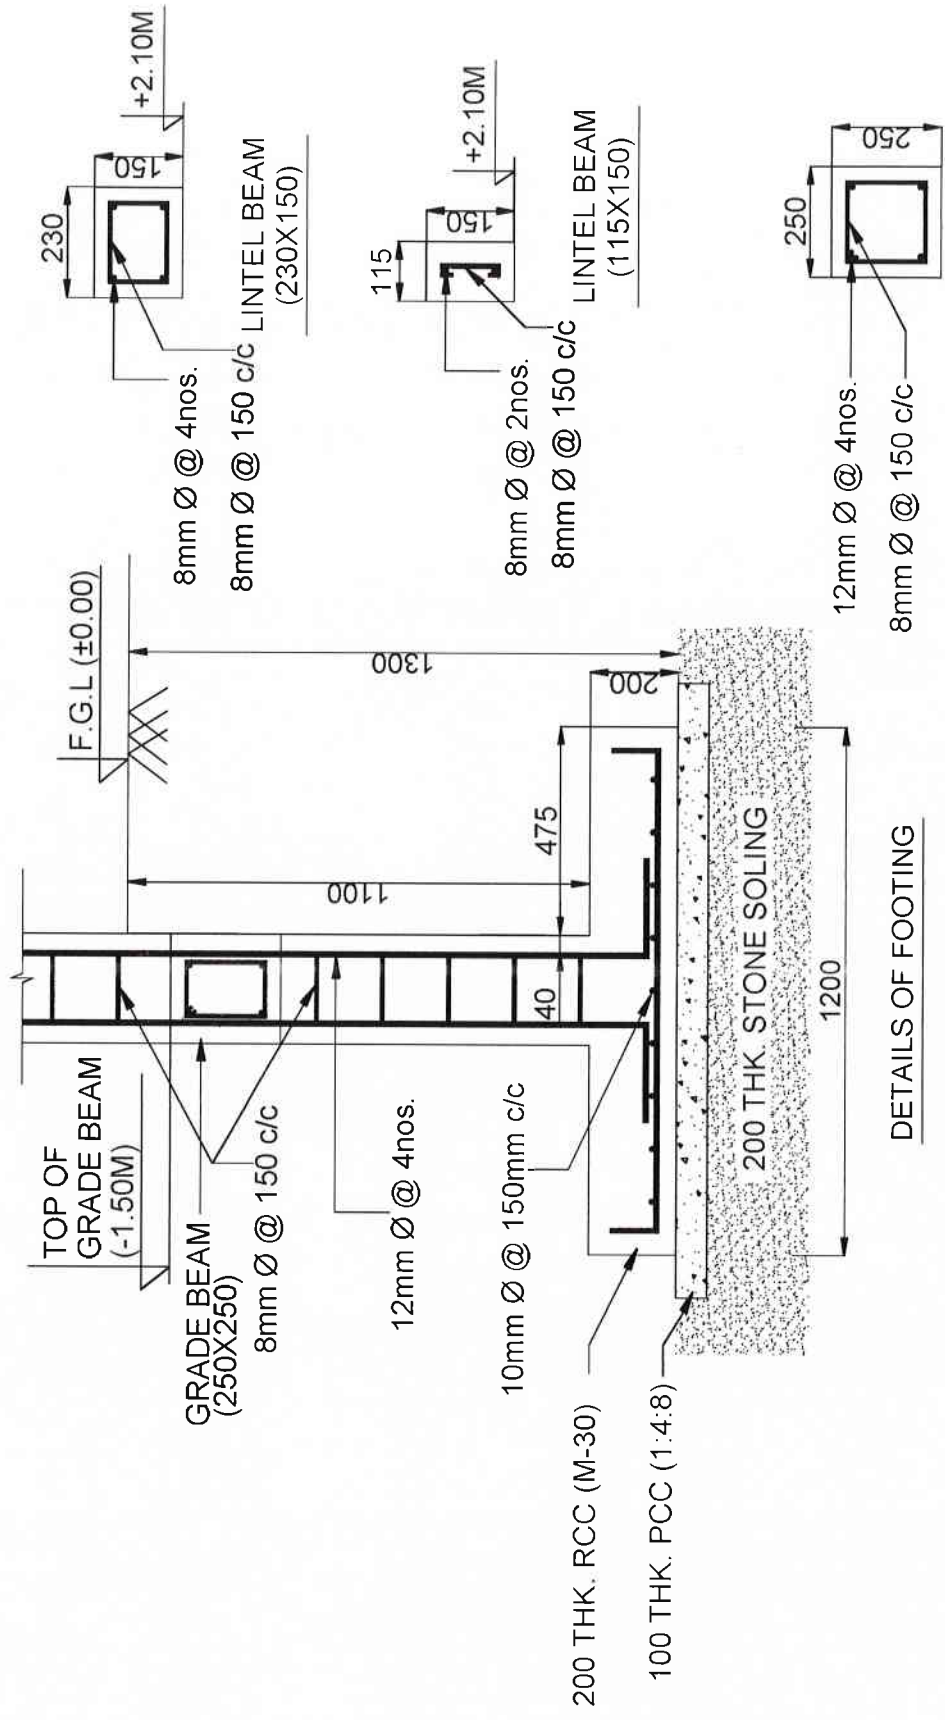 230
150
+2.10M
8mm Ø @ 4nos.
8mm Ø @ 150 c/c
LINTEL BEAM
(230X150)
115
150
+2.10M
8mm Ø @ 2nos.
8mm Ø @ 150 c/c
LINTEL BEAM
(115X150)
250
250
12mm Ø @ 4nos.
8mm Ø @ 150 c/c
F.G.L (±0.00)
TOP OF
GRADE BEAM
(-1.50M)
GRADE BEAM
(250X250)
8mm Ø @ 150 c/c
12mm Ø @ 4nos.
10mm Ø @ 150mm c/c
200 THK. RCC (M-30)
100 THK. PCC (1:4:8)
1100
1300
475
40
200
200 THK. STONE SOLING
1200
DETAILS OF FOOTING